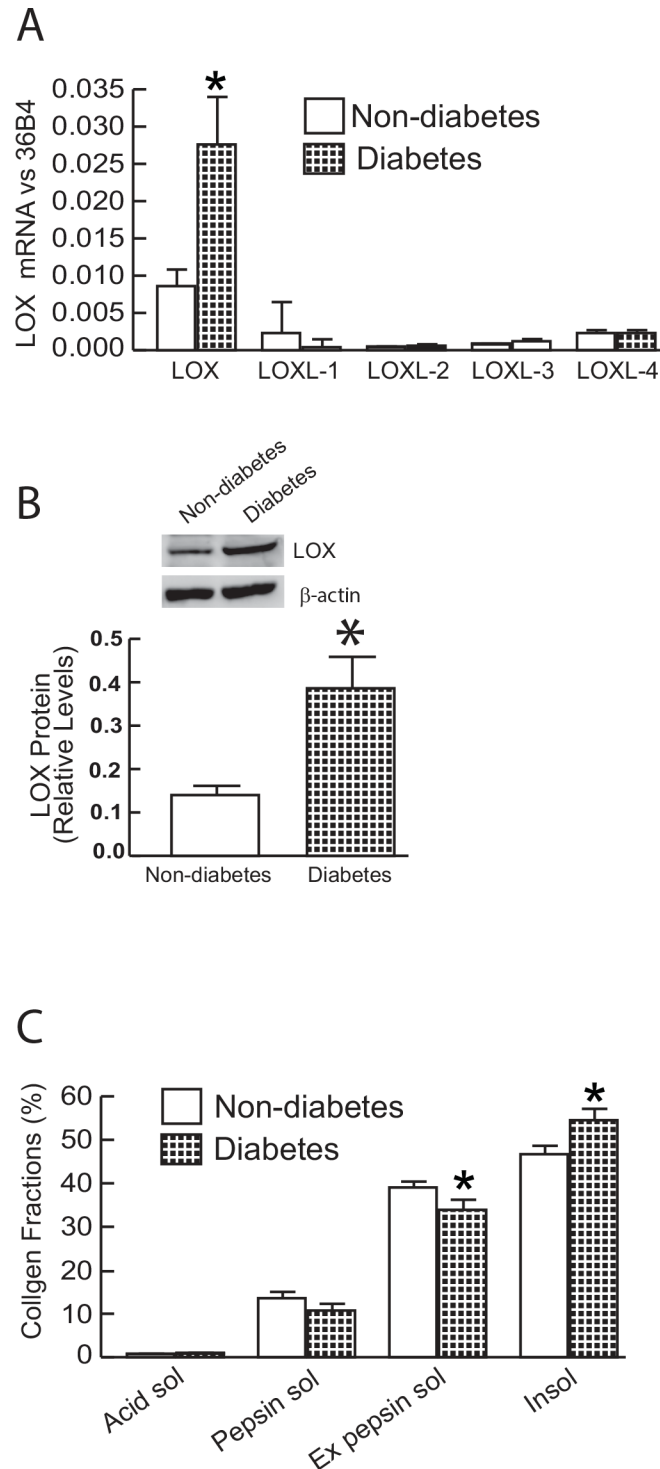 A
LOX mRNA vs 36B4
0.035
0.030
0.025
0.020
0.015
0.010
0.005
0.000
*
Non-diabetes
Diabetes
LOX LOXL-1 LOXL-2 LOXL-3 LOXL-4
B
Non-diabetes Diabetes
LOX
β-actin
LOX Protein
(Relative Levels)
0.5
0.4
0.3
0.2
0.1
0.0
*
Non-diabetes Diabetes
C
Collgen Fractions (%)
60
50
40
30
20
10
0
Non-diabetes
Diabetes
*
*
Acid sol Pepsin sol Ex pepsin sol Insol